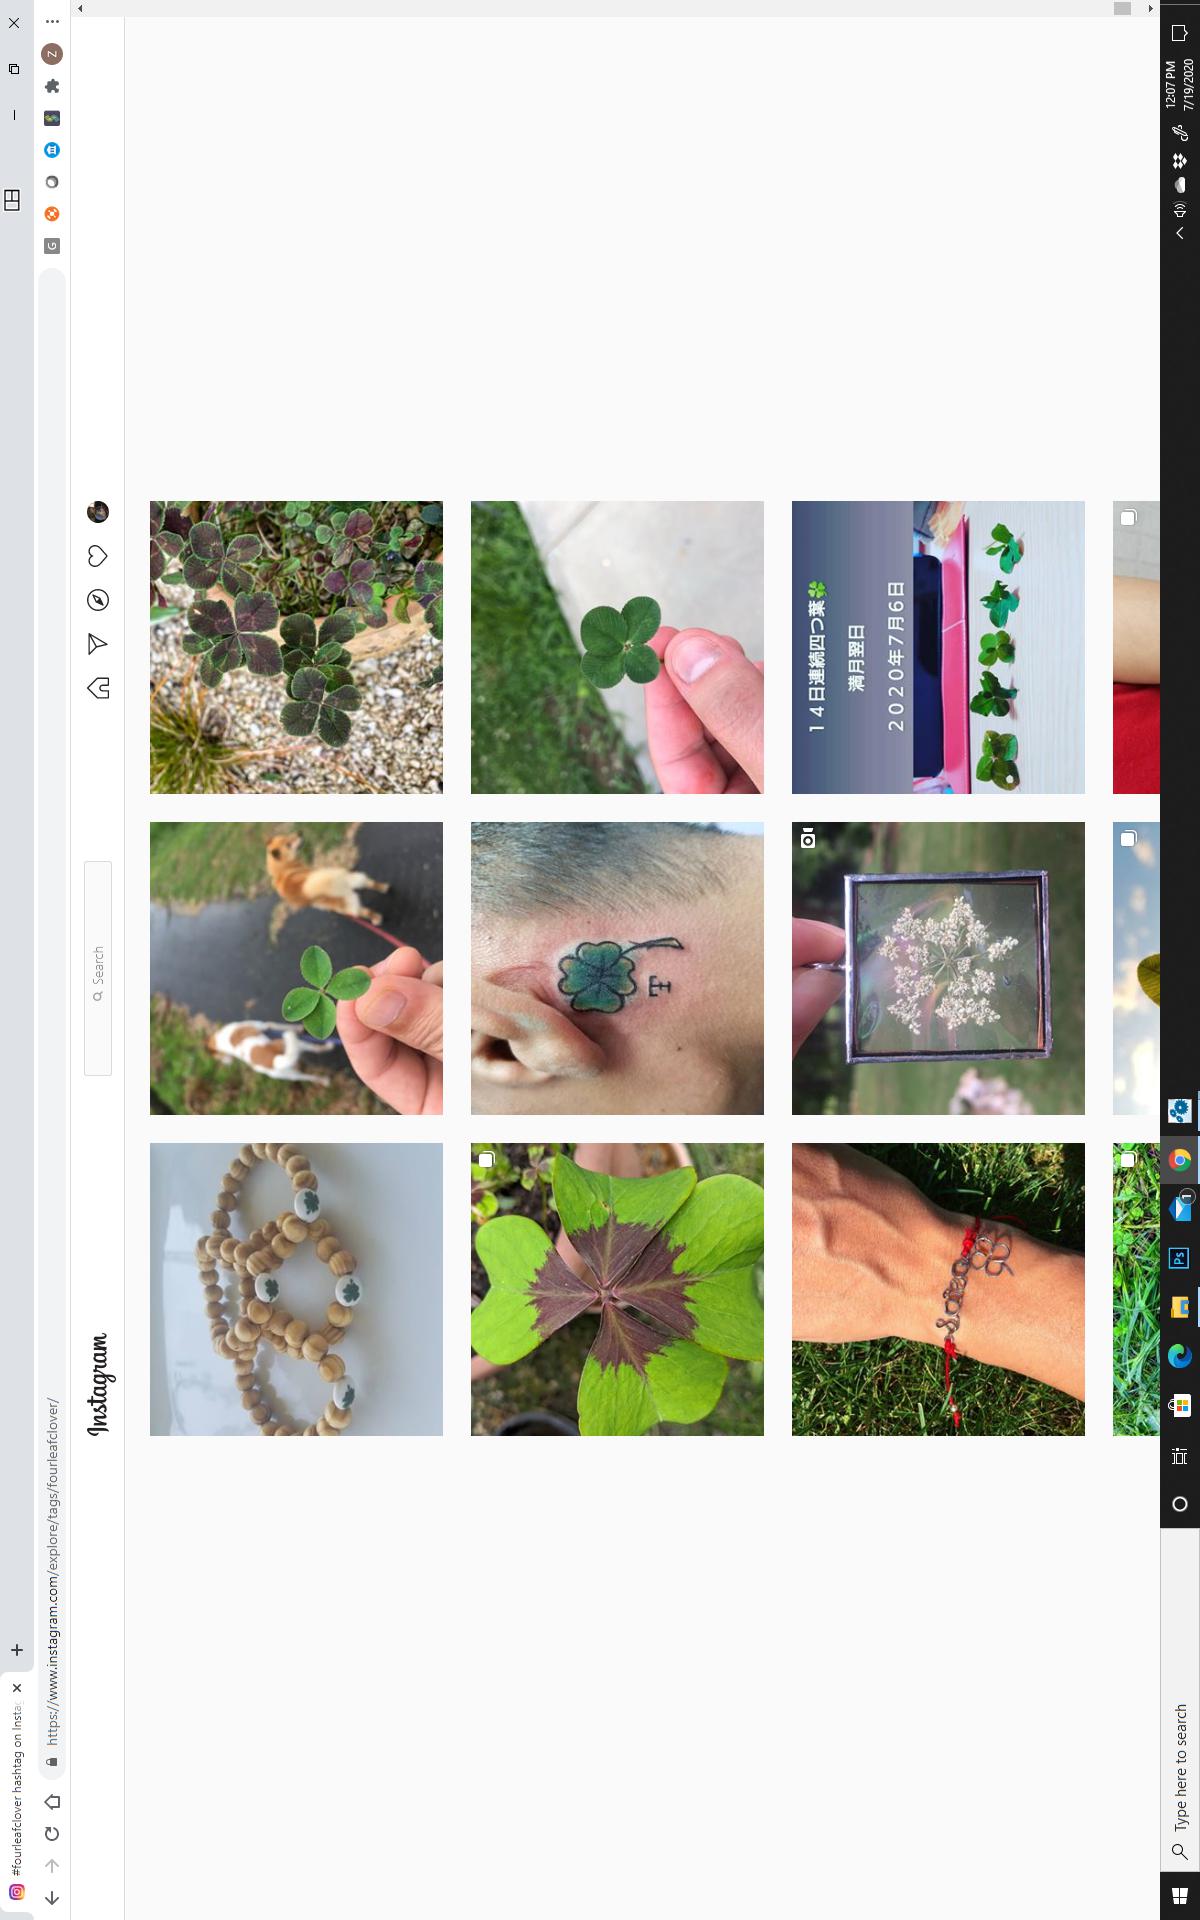 #fourleafclover hashtag on Insta
https://www.instagram.com/explore/tags/fourleafclover/
G
Z
Instagram
Search
14日連続四つ葉🍀
満月翌日
2020年7月6日
Type here to search
Ps
1
12:07 PM
7/19/2020